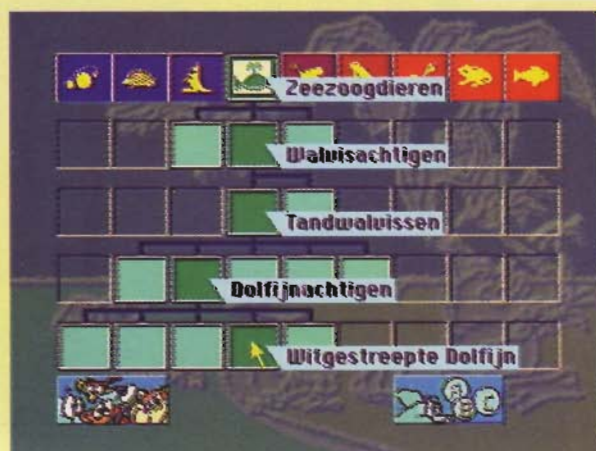 Zeezoogdieren
Walvisachtigen
Tandwalvissen
Dolfijnachtigen
Witgestreepte Dolfijn